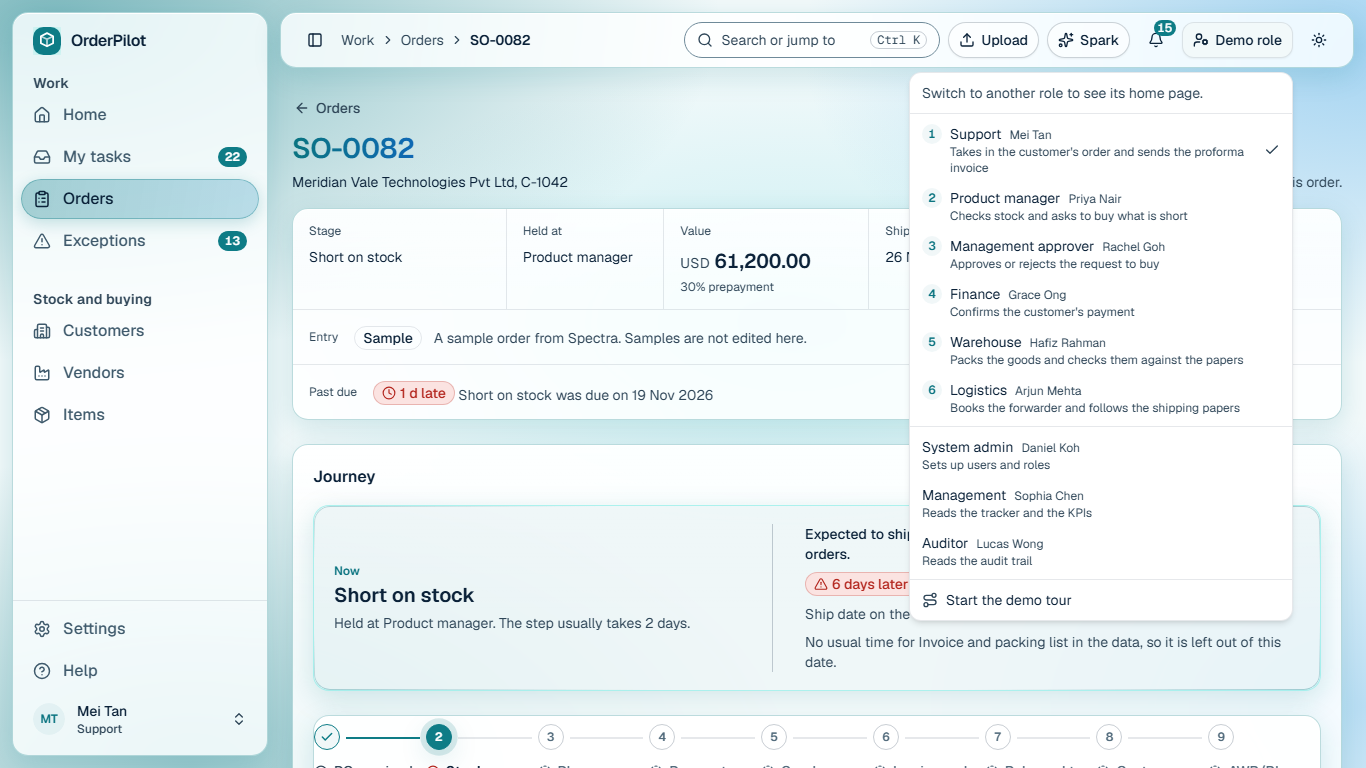 OrderPilot
Work
Home
My tasks 22
Orders
Exceptions 13
Stock and buying
Customers
Vendors
Items
Settings
Help
MT
Mei Tan
Support
Work > Orders > SO-0082
Search or jump to Ctrl K
Upload
Spark
15
Demo role
Orders
SO-0082
Meridian Vale Technologies Pvt Ltd, C-1042
is order.
Stage
Short on stock
Held at
Product manager
Value
USD 61,200.00
30% prepayment
Ship
26
Entry Sample A sample order from Spectra. Samples are not edited here.
Past due 1 d late Short on stock was due on 19 Nov 2026
Journey
Now
Short on stock
Held at Product manager. The step usually takes 2 days.
Expected to ship
orders.
6 days later
Ship date on the
No usual time for Invoice and packing list in the data, so it is left out of this
date.
2 3 4 5 6 7 8 9
Switch to another role to see its home page.
1 Support Mei Tan
Takes in the customer's order and sends the proforma
invoice
2 Product manager Priya Nair
Checks stock and asks to buy what is short
3 Management approver Rachel Goh
Approves or rejects the request to buy
4 Finance Grace Ong
Confirms the customer's payment
5 Warehouse Hafiz Rahman
Packs the goods and checks them against the papers
6 Logistics Arjun Mehta
Books the forwarder and follows the shipping papers
System admin Daniel Koh
Sets up users and roles
Management Sophia Chen
Reads the tracker and the KPIs
Auditor Lucas Wong
Reads the audit trail
Start the demo tour